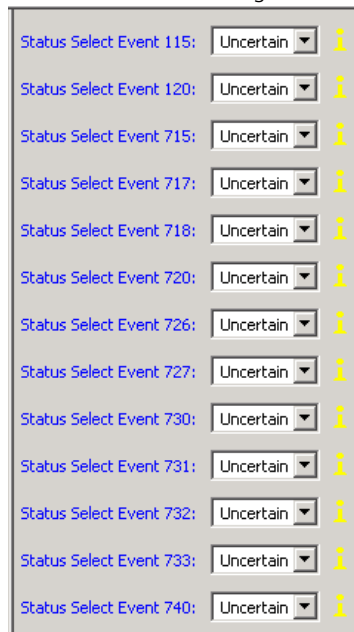 Status Select Event 115: Uncertain
Status Select Event 120: Uncertain
Status Select Event 715: Uncertain
Status Select Event 717: Uncertain
Status Select Event 718: Uncertain
Status Select Event 720: Uncertain
Status Select Event 726: Uncertain
Status Select Event 727: Uncertain
Status Select Event 730: Uncertain
Status Select Event 731: Uncertain
Status Select Event 732: Uncertain
Status Select Event 733: Uncertain
Status Select Event 740: Uncertain